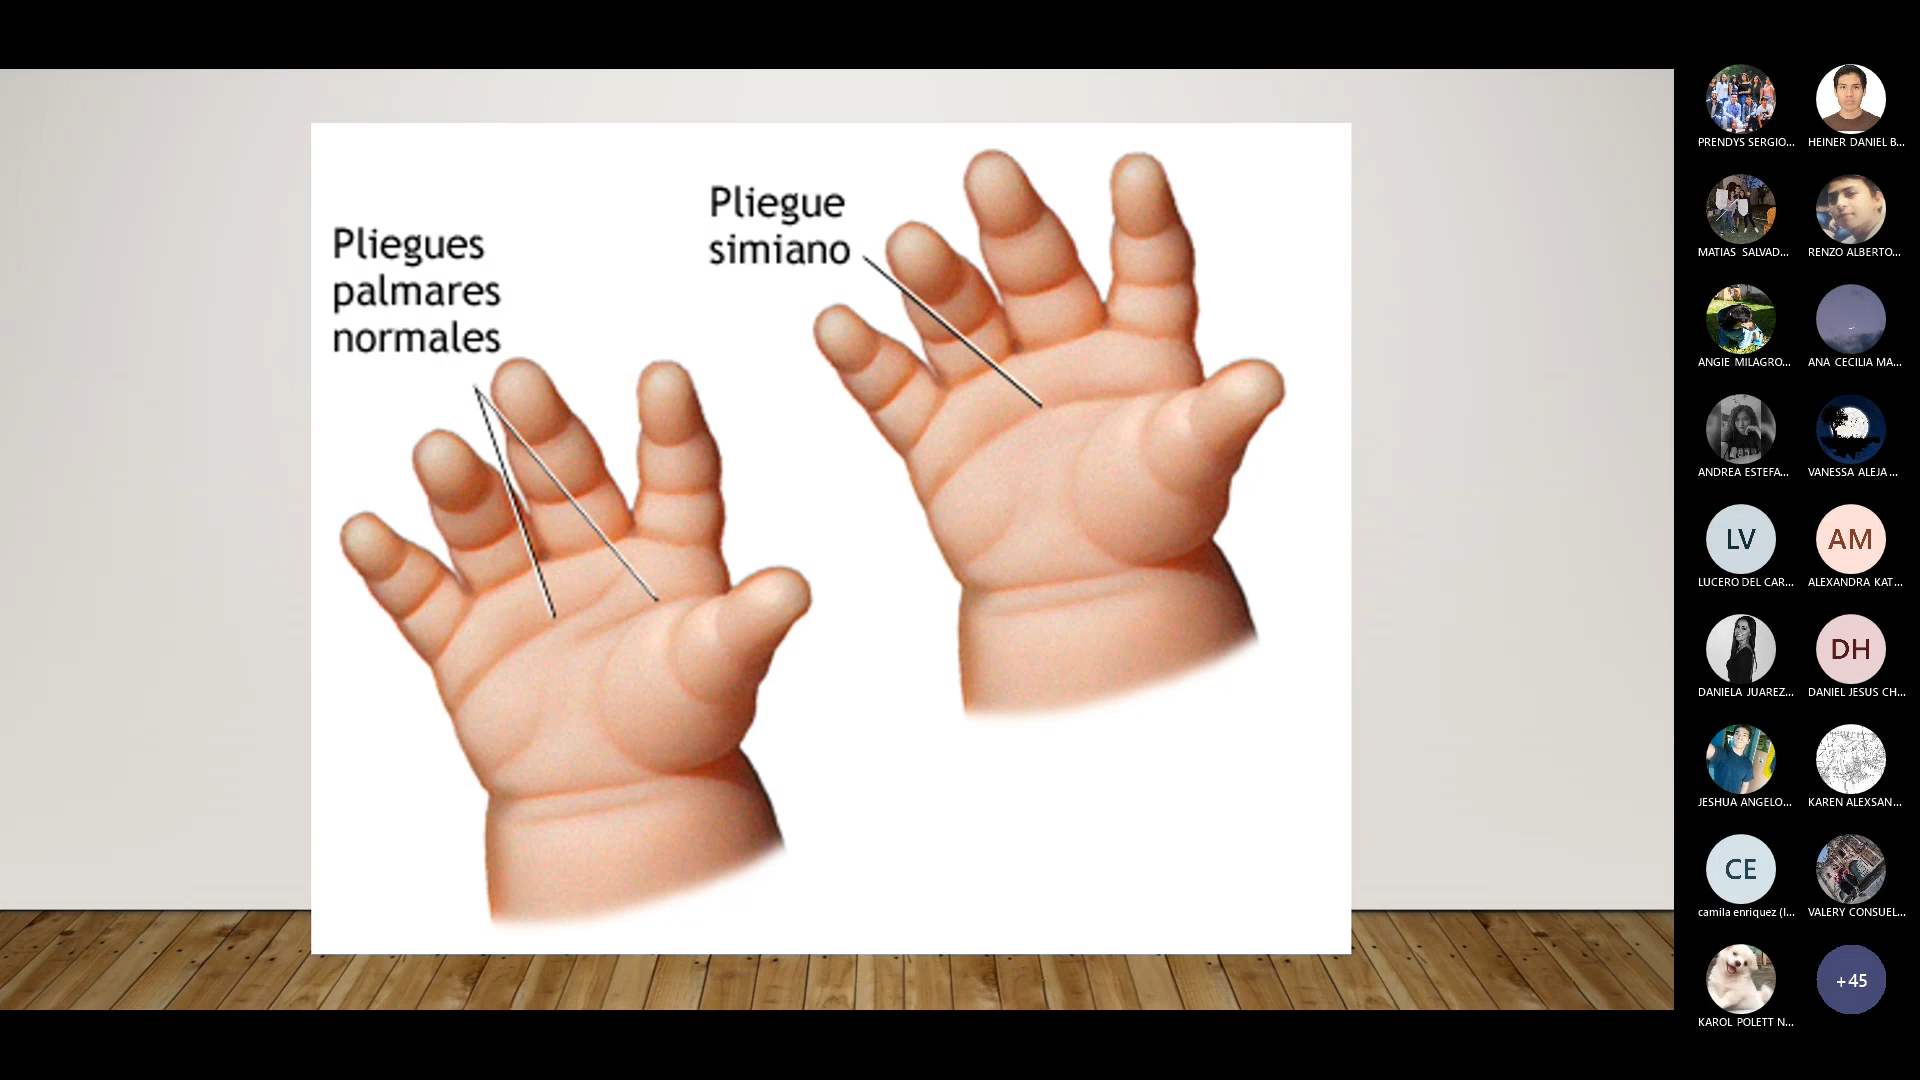 Pliegues
palmares
normales
Pliegue
simiano
PRENDYS SERGIO...
HEINER DANIEL B...
MATIAS SALVAD...
RENZO ALBERTO...
ANGIE MILAGRO...
ANA CECILIA MA...
ANDREA ESTEFA...
VANESSA ALEJA...
LV
AM
LUCERO DEL CAR...
ALEXANDRA KAT...
DH
DANIELA JUAREZ...
DANIEL JESUS CH...
JESHUA ANGELO...
KAREN ALEXSAN...
CE
camila enriquez (I...
VALERY CONSUEL...
+45
KAROL POLETT N...